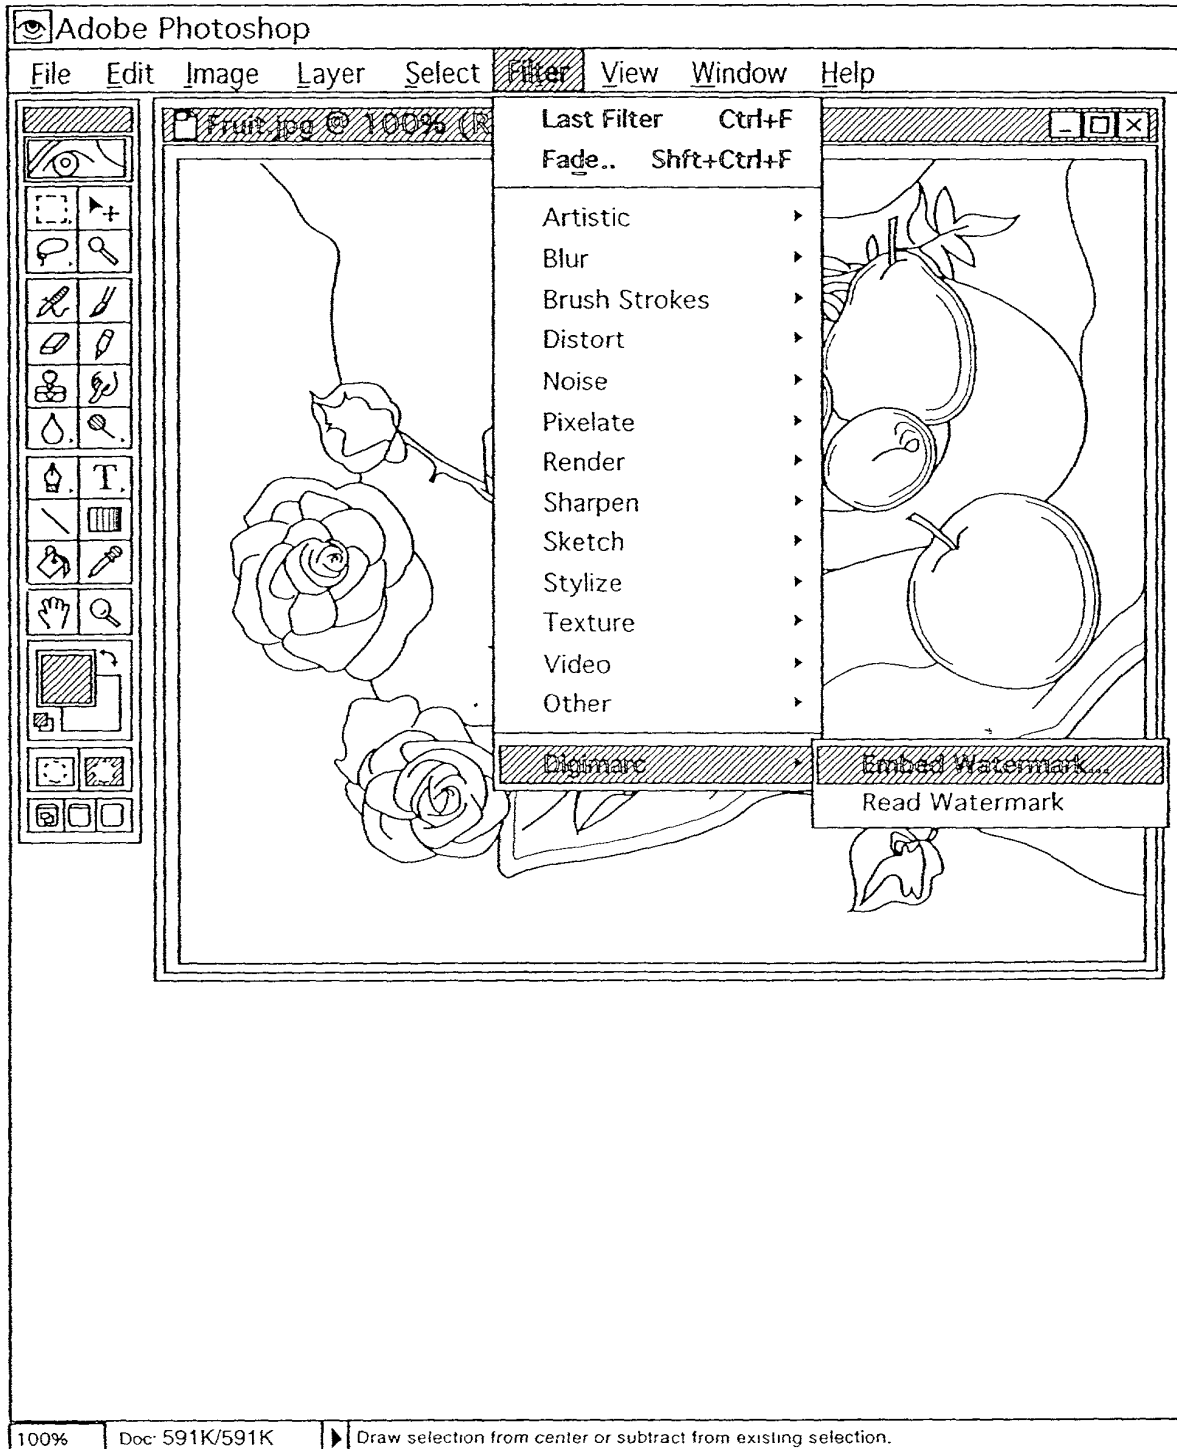 Adobe Photoshop
File Edit Image Layer Select Filter View Window Help
Fruit.jpg @ 100% (R
Last Filter Ctrl+F
Fade.. Shft+Ctrl+F
Artistic
Blur
Brush Strokes
Distort
Noise
Pixelate
Render
Sharpen
Sketch
Stylize
Texture
Video
Other
Digimarc
Embed Watermark...
Read Watermark
T
100% Doc: 591K/591K Draw selection from center or subtract from existing selection.